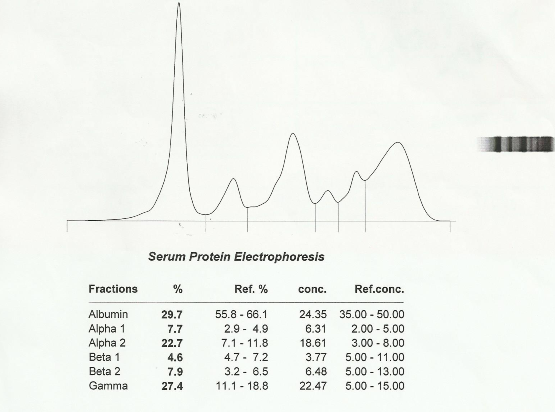 Serum Protein Electrophoresis
Fractions % Ref. % conc. Ref.conc.
Albumin 29.7 55.8 - 66.1 24.35 35.00 - 50.00
Alpha 1 7.7 2.9 - 4.9 6.31 2.00 - 5.00
Alpha 2 22.7 7.1 - 11.8 18.61 3.00 - 8.00
Beta 1 4.6 4.7 - 7.2 3.77 5.00 - 11.00
Beta 2 7.9 3.2 - 6.5 6.48 5.00 - 13.00
Gamma 27.4 11.1 - 18.8 22.47 5.00 - 15.00